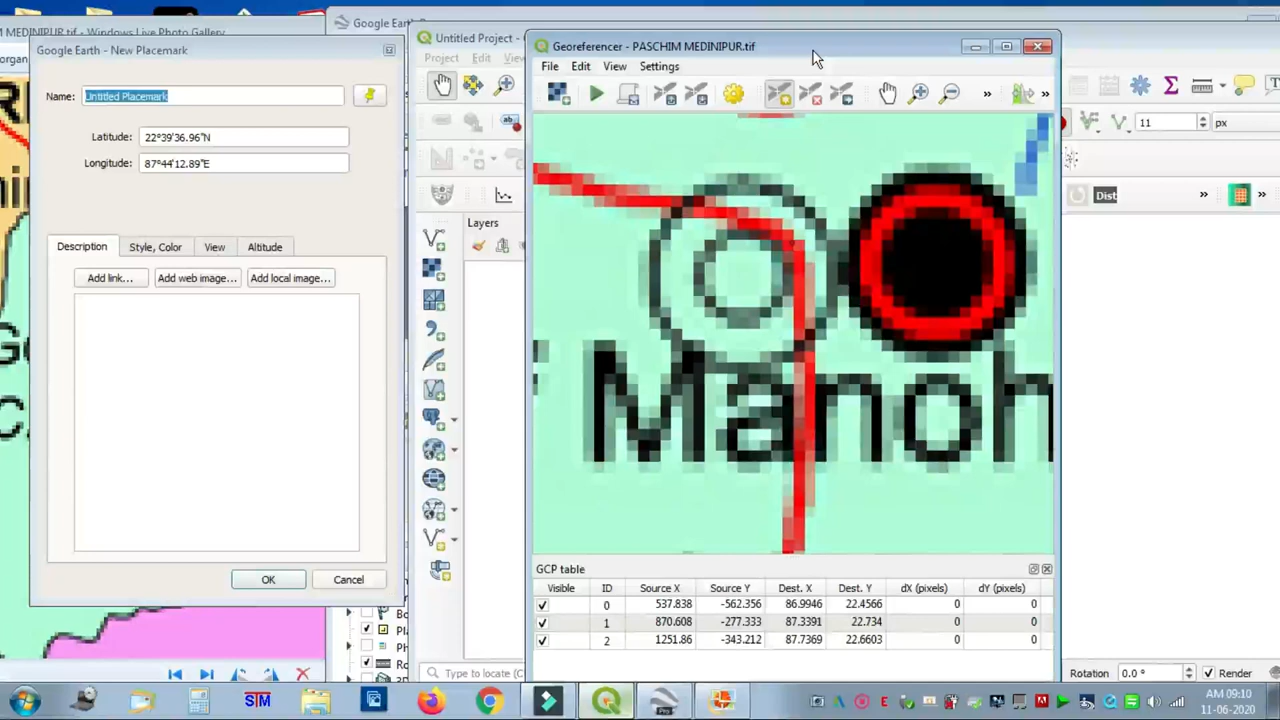 MEDINIPUR.tif - Windows Live Photo Gallery
Google Earth
Google Earth - New Placemark
Name: Untitled Placemark
Latitude: 22°39'36.96"N
Longitude: 87°44'12.89"E
Description Style, Color View Altitude
Add link... Add web image... Add local image...
OK Cancel
Untitled Project -
Project Edit View
Layers
Georeferencer - PASCHIM MEDINIPUR.tif
File Edit View Settings
Manoh
GCP table
Visible ID Source X Source Y Dest. X Dest. Y dX (pixels) dY (pixels)
0 537.838 -562.356 86.9946 22.4566 0 0
1 870.608 -277.333 87.3391 22.734 0 0
2 1251.86 -343.212 87.7369 22.6603 0 0
11 px
Dist
Type to locate (C
Rotation 0.0 ° Render
STM
AM 09:10
11-06-2020